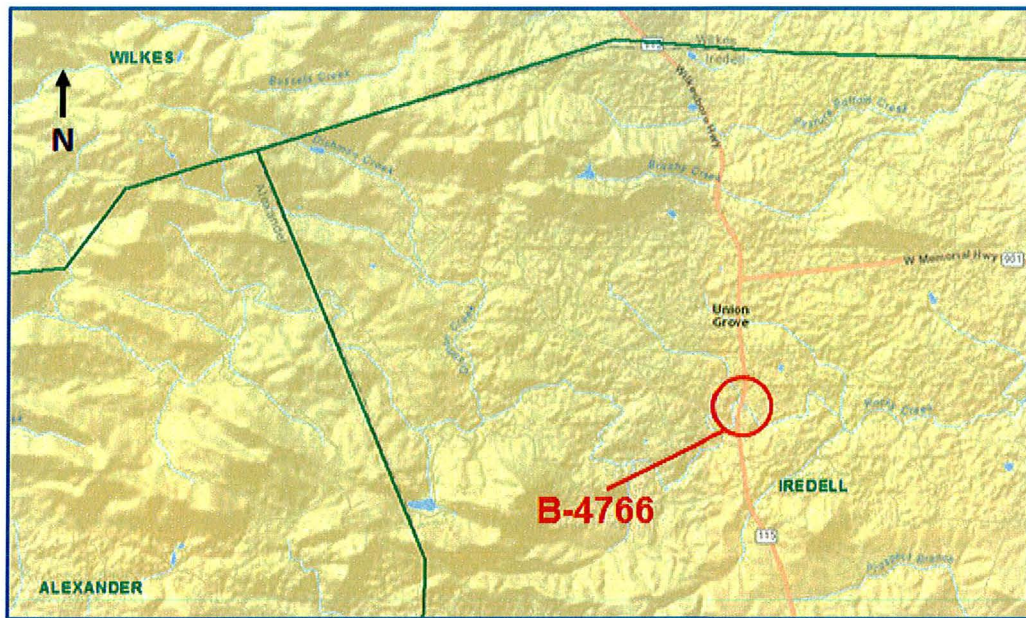 WILKES
N
Wilkes
Iredell
Wilkesboro Hwy
Brushy Creek
Alexander
W Memorial Hwy
901
Union
Grove
Creek
Rocky Creek
B-4766
IREDELL
115
ALEXANDER